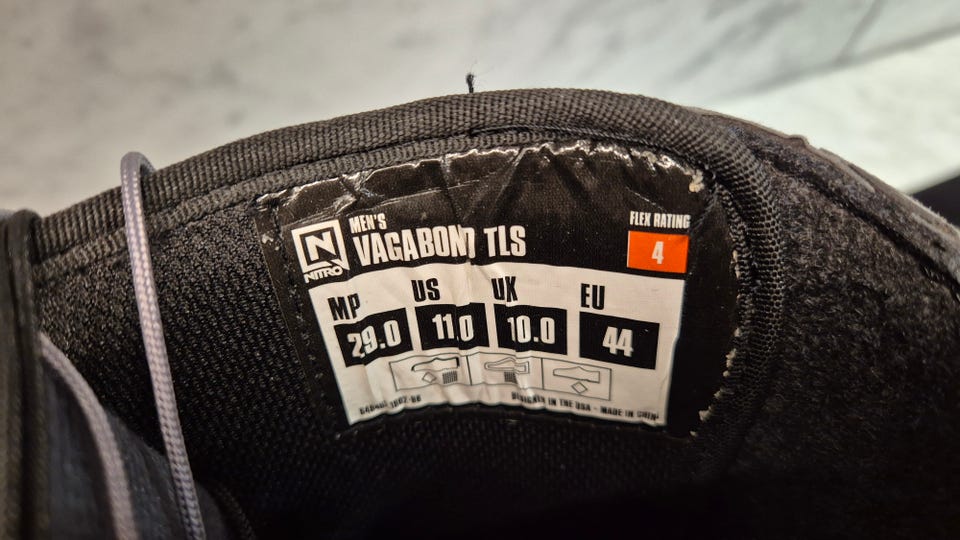 MEN'S
VAGABOND TLS
NITRO
FLEX RATING
4
MP US UK EU
29.0 11.0 10.0 44
DESIGNED IN THE USA - MADE IN CHINA